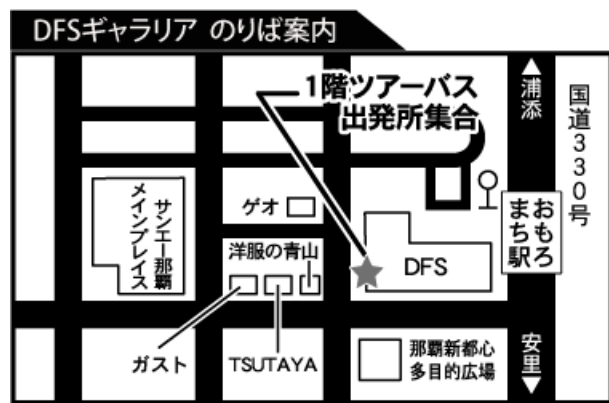 DFSギャラリア のりば案内
1階ツアーバス
出発所集合
▲浦添
国道330号
サンエー那覇
メインプレイス
ゲオ
洋服の青山
DFS
おもろ
まち駅
ガスト
TSUTAYA
那覇新都心
多目的広場
安里▼